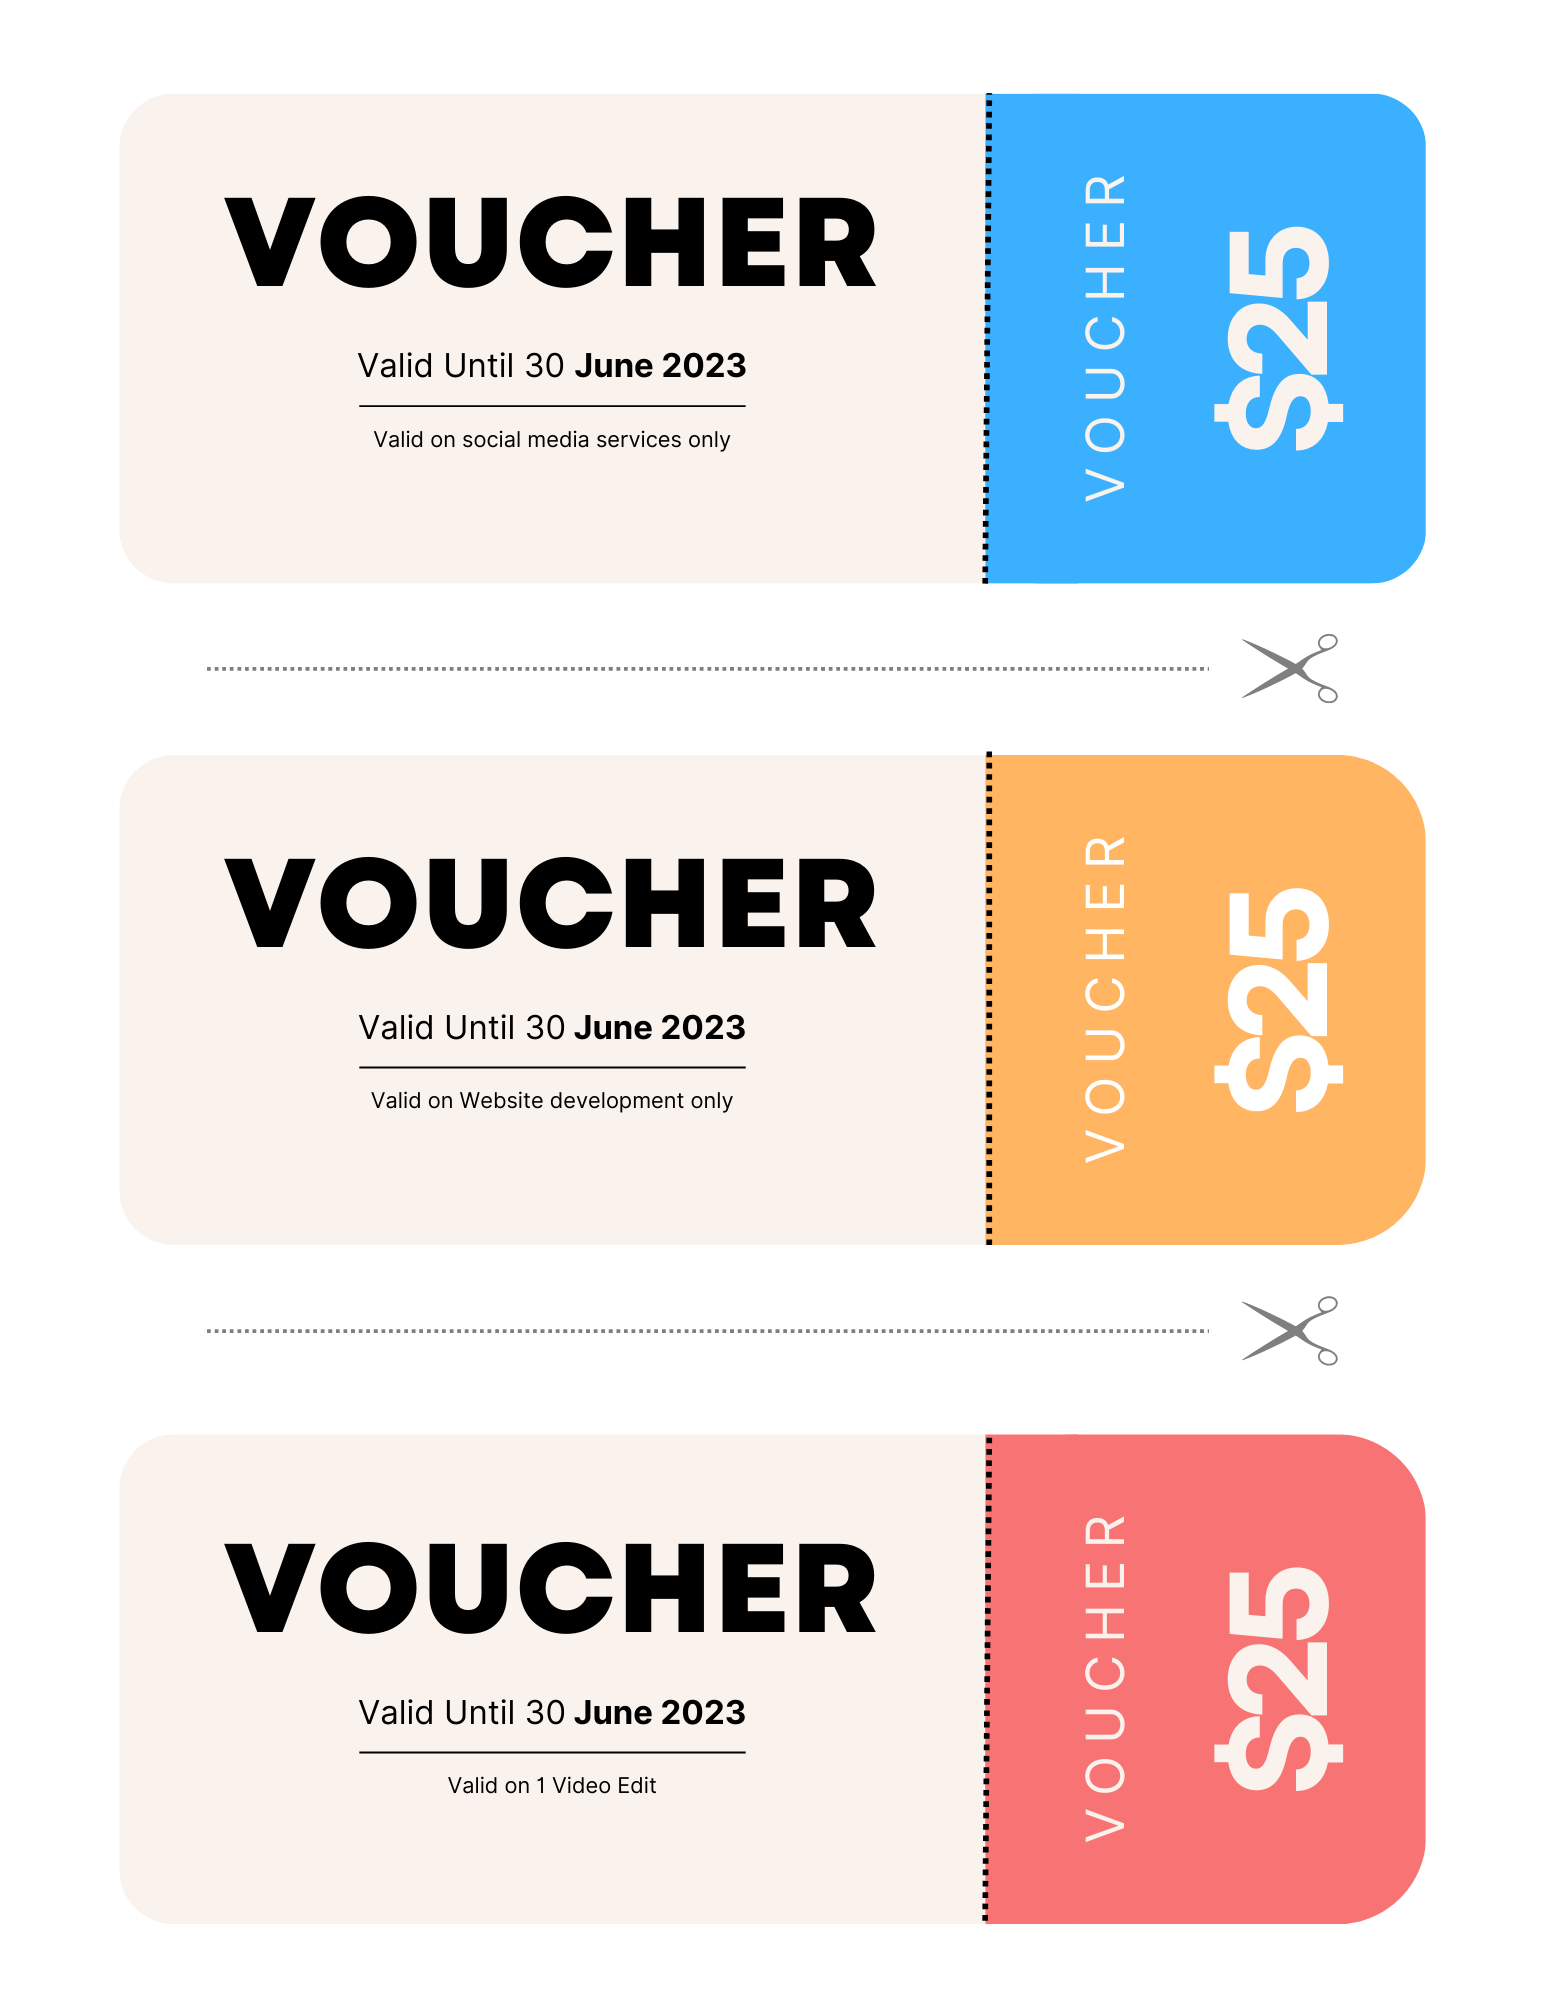 VOUCHER
Valid Until 30 June 2023
Valid on social media services only
VOUCHER
$25
VOUCHER
Valid Until 30 June 2023
Valid on Website development only
VOUCHER
$25
VOUCHER
Valid Until 30 June 2023
Valid on 1 Video Edit
VOUCHER
$25